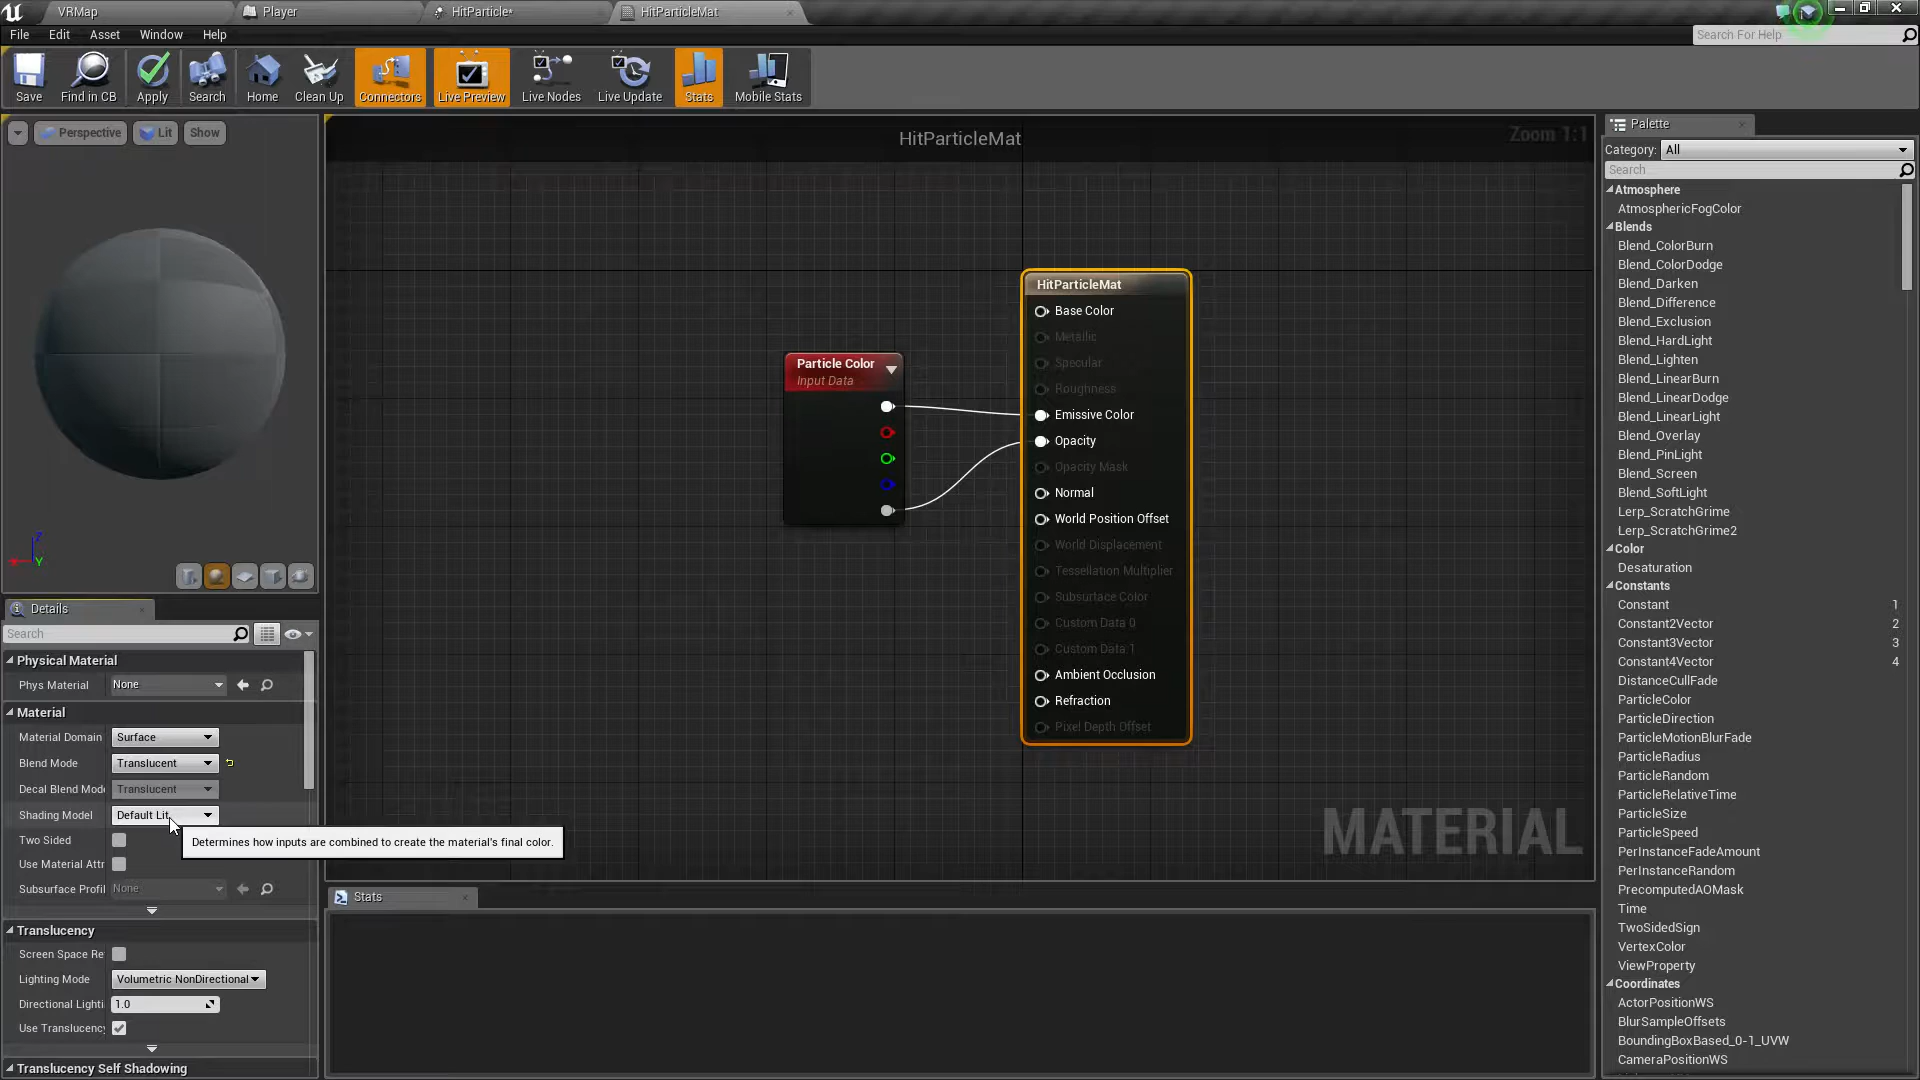 VRMap
Player
HitParticle*
HitParticleMat
File
Edit
Asset
Window
Help
Search For Help
Save
Find in CB
Apply
Search
Home
Clean Up
Connectors
Live Preview
Live Nodes
Live Update
Stats
Mobile Stats
Perspective
Lit
Show
Z
Y
HitParticleMat
Zoom 1:1
Particle Color
Input Data
HitParticleMat
Base Color
Metallic
Specular
Roughness
Emissive Color
Opacity
Opacity Mask
Normal
World Position Offset
World Displacement
Tessellation Multiplier
Subsurface Color
Custom Data 0
Custom Data 1
Ambient Occlusion
Refraction
Pixel Depth Offset
MATERIAL
Details
Search
Physical Material
Phys Material
None
Material
Material Domain
Surface
Blend Mode
Translucent
Decal Blend Mode
Translucent
Shading Model
Default Lit
Determines how inputs are combined to create the material's final color.
Two Sided
Use Material Attr
Subsurface Profil
None
Translucency
Screen Space Re
Lighting Mode
Volumetric NonDirectional
Directional Lighti
1.0
Use Translucency
Translucency Self Shadowing
Stats
Palette
Category:
All
Search
Atmosphere
AtmosphericFogColor
Blends
Blend_ColorBurn
Blend_ColorDodge
Blend_Darken
Blend_Difference
Blend_Exclusion
Blend_HardLight
Blend_Lighten
Blend_LinearBurn
Blend_LinearDodge
Blend_LinearLight
Blend_Overlay
Blend_PinLight
Blend_Screen
Blend_SoftLight
Lerp_ScratchGrime
Lerp_ScratchGrime2
Color
Desaturation
Constants
Constant 1
Constant2Vector 2
Constant3Vector 3
Constant4Vector 4
DistanceCullFade
ParticleColor
ParticleDirection
ParticleMotionBlurFade
ParticleRadius
ParticleRandom
ParticleRelativeTime
ParticleSize
ParticleSpeed
PerInstanceFadeAmount
PerInstanceRandom
PrecomputedAOMask
Time
TwoSidedSign
VertexColor
ViewProperty
Coordinates
ActorPositionWS
BlurSampleOffsets
BoundingBoxBased_0-1_UVW
CameraPositionWS